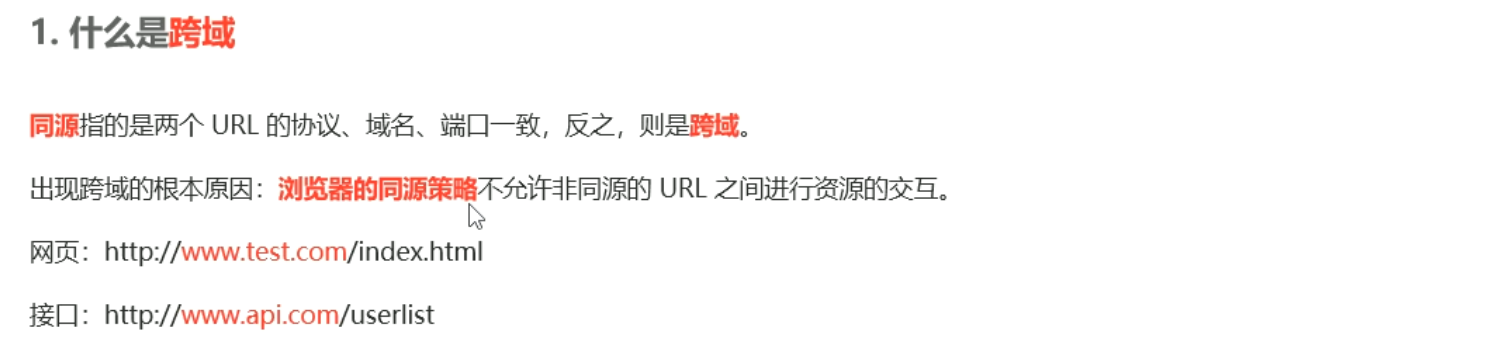 1. 什么是跨域
同源指的是两个 URL 的协议、域名、端口一致，反之，则是跨域。
出现跨域的根本原因：浏览器的同源策略不允许非同源的 URL 之间进行资源的交互。
网页：http://www.test.com/index.html
接口：http://www.api.com/userlist